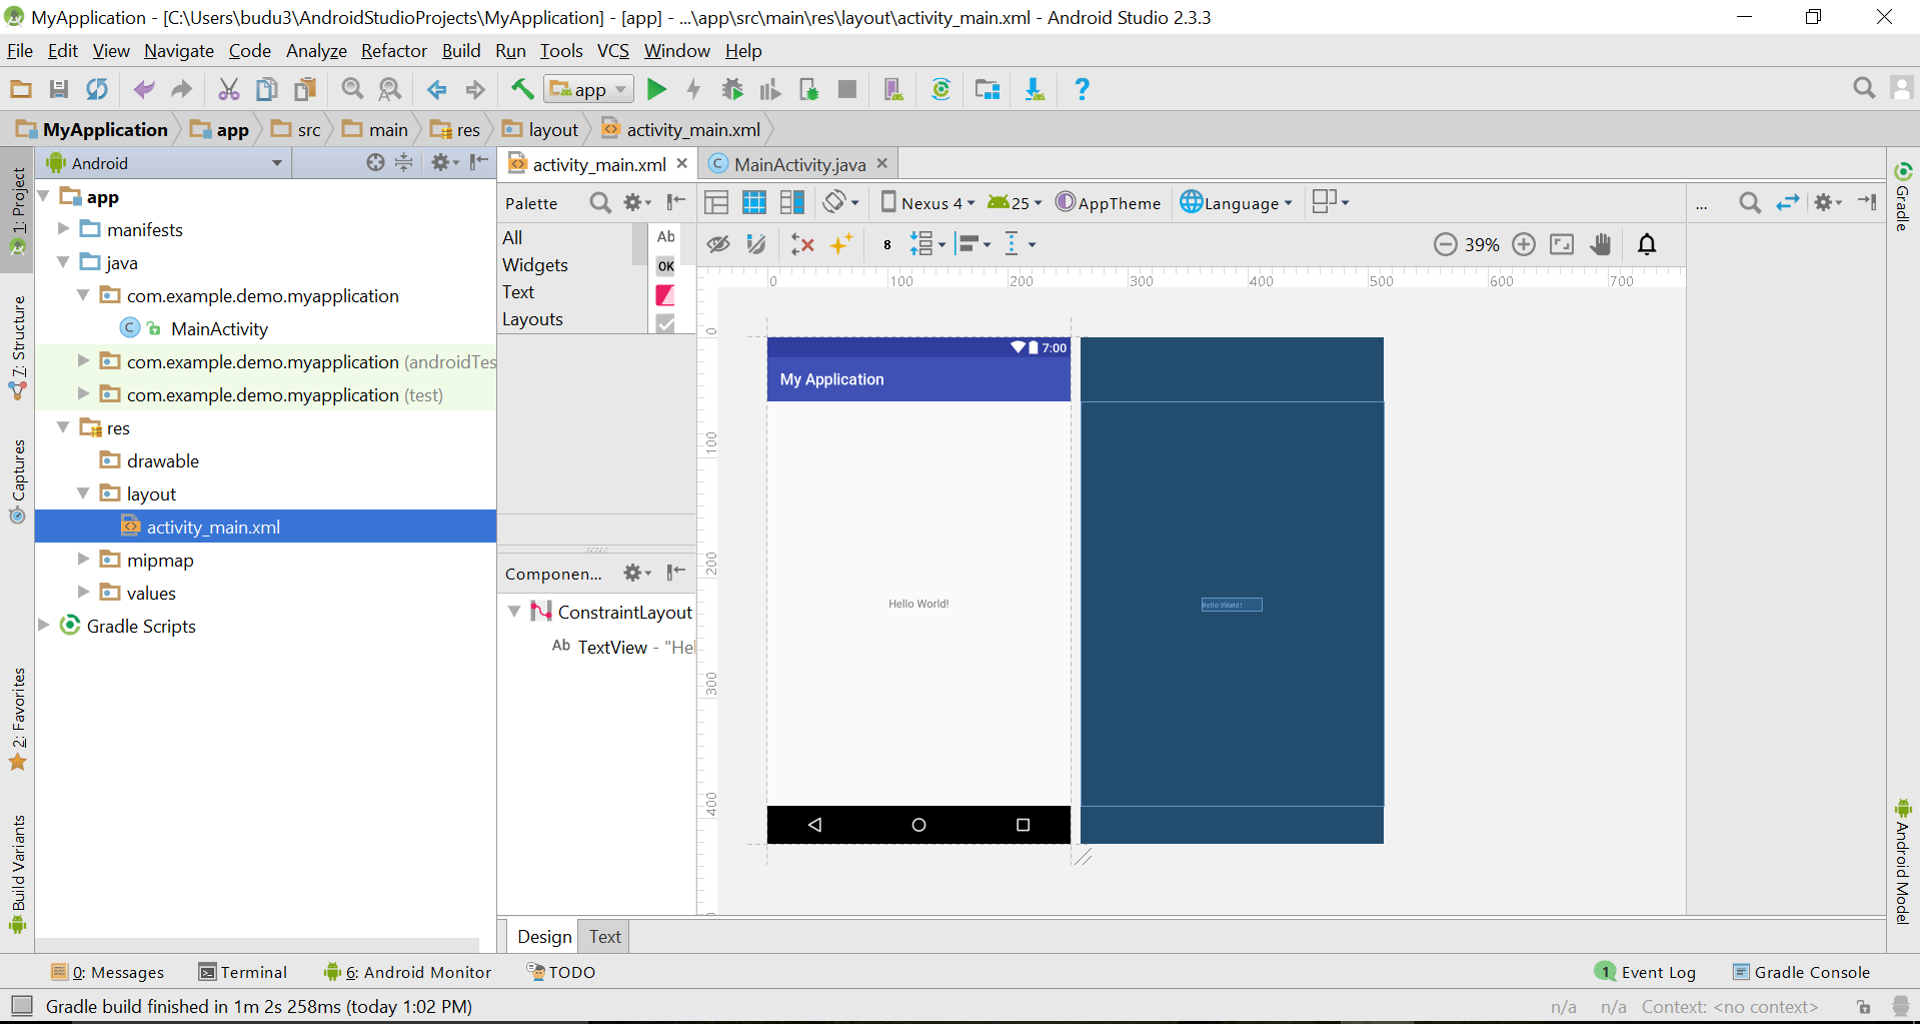 MyApplication - [C:\Users\budu3\AndroidStudioProjects\MyApplication] - [app] - ...\app\src\main\res\layout\activity_main.xml - Android Studio 2.3.3
File Edit View Navigate Code Analyze Refactor Build Run Tools VCS Window Help
app
MyApplication app src main res layout activity_main.xml
Android
activity_main.xml MainActivity.java
1: Project
7: Structure
Captures
2: Favorites
Build Variants
app
manifests
java
com.example.demo.myapplication
MainActivity
com.example.demo.myapplication (androidTes
com.example.demo.myapplication (test)
res
drawable
layout
activity_main.xml
mipmap
values
Gradle Scripts
Palette
All
Widgets
Text
Layouts
Ab
OK
Componen...
ConstraintLayout
Ab TextView - "Hel
Nexus 4 25 AppTheme Language
...
8
39%
0 100 200 300 400 500 600 700
0
100
200
300
400
7:00
My Application
Hello World!
Hello World!
Design Text
Gradle
Android Model
0: Messages Terminal 6: Android Monitor TODO 1 Event Log Gradle Console
Gradle build finished in 1m 2s 258ms (today 1:02 PM) n/a n/a Context: <no context>